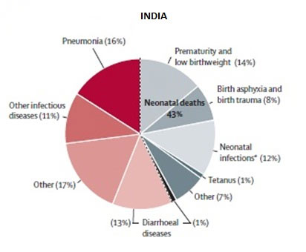 INDIA
Pneumonia (16%)
Prematurity and
low birthweight (14%)
Birth asphyxia and
birth trauma (8%)
Neonatal deaths
43%
Other infectious
diseases (11%)
Neonatal
infections* (12%)
Tetanus (1%)
Other (17%)
Other (7%)
(13%) Diarrhoeal (1%)
diseases